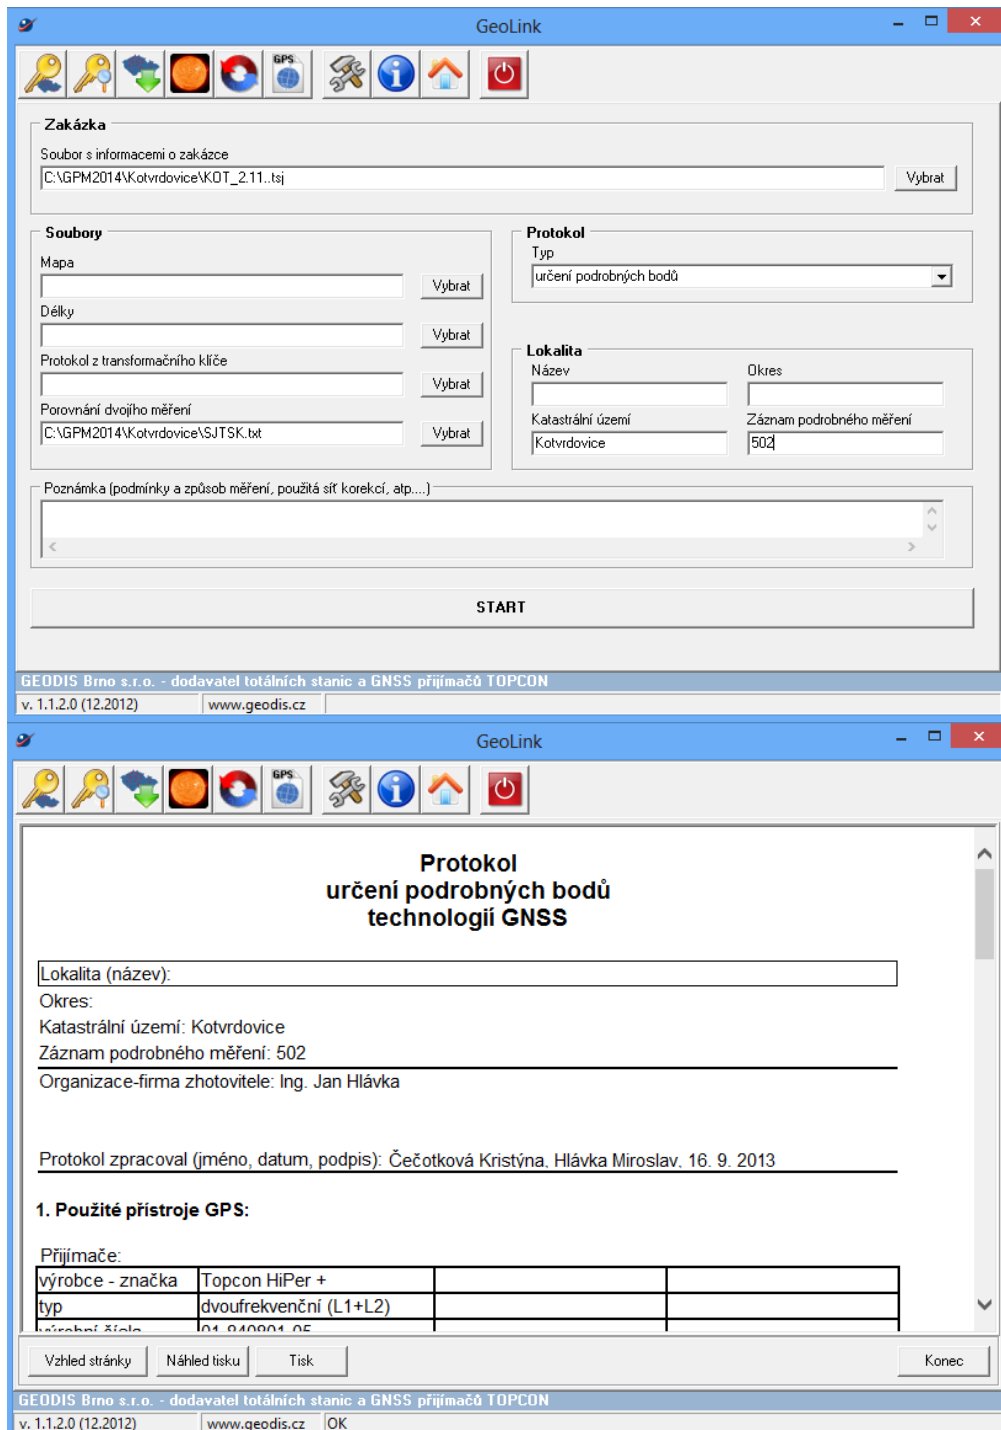 GeoLink
GPS
Zakázka
Soubor s informacemi o zakázce
C:\GPM2014\Kotvrdovice\KOT_2.11..tsj
Vybrat
Soubory
Mapa
Vybrat
Délky
Vybrat
Protokol z transformačního klíče
Vybrat
Porovnání dvojího měření
C:\GPM2014\Kotvrdovice\SJTSK.txt
Vybrat
Protokol
Typ
určení podrobných bodů
Lokalita
Název
Okres
Katastrální území
Záznam podrobného měření
Kotvrdovice
502
Poznámka (podmínky a způsob měření, použitá síť korekcí, atp....)
START
GEODIS Brno s.r.o. - dodavatel totálních stanic a GNSS přijímačů TOPCON
v. 1.1.2.0 (12.2012)
www.geodis.cz
GeoLink
GPS
Protokol
určení podrobných bodů
technologií GNSS
Lokalita (název):
Okres:
Katastrální území: Kotvrdovice
Záznam podrobného měření: 502
Organizace-firma zhotovitele: Ing. Jan Hlávka
Protokol zpracoval (jméno, datum, podpis): Čečotková Kristýna, Hlávka Miroslav, 16. 9. 2013
1. Použité přístroje GPS:
Přijímače:
výrobce - značka Topcon HiPer +
typ dvoufrekvenční (L1+L2)
výrobní čísla 01-840801-05
Vzhled stránky
Náhled tisku
Tisk
Konec
GEODIS Brno s.r.o. - dodavatel totálních stanic a GNSS přijímačů TOPCON
v. 1.1.2.0 (12.2012)
www.geodis.cz
OK